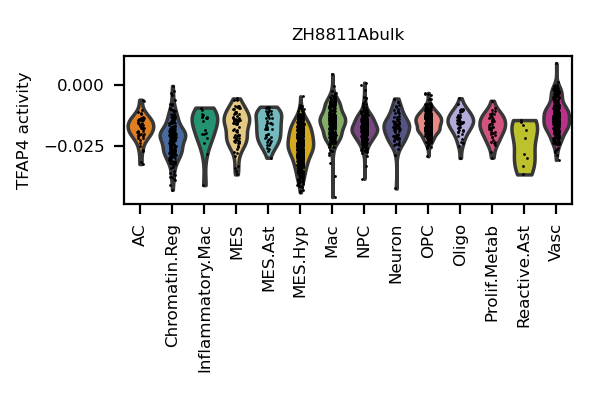 ZH8811Abulk
TFAP4 activity
0.000
−0.025
AC
Chromatin.Reg
Inflammatory.Mac
MES
MES.Ast
MES.Hyp
Mac
NPC
Neuron
OPC
Oligo
Prolif.Metab
Reactive.Ast
Vasc